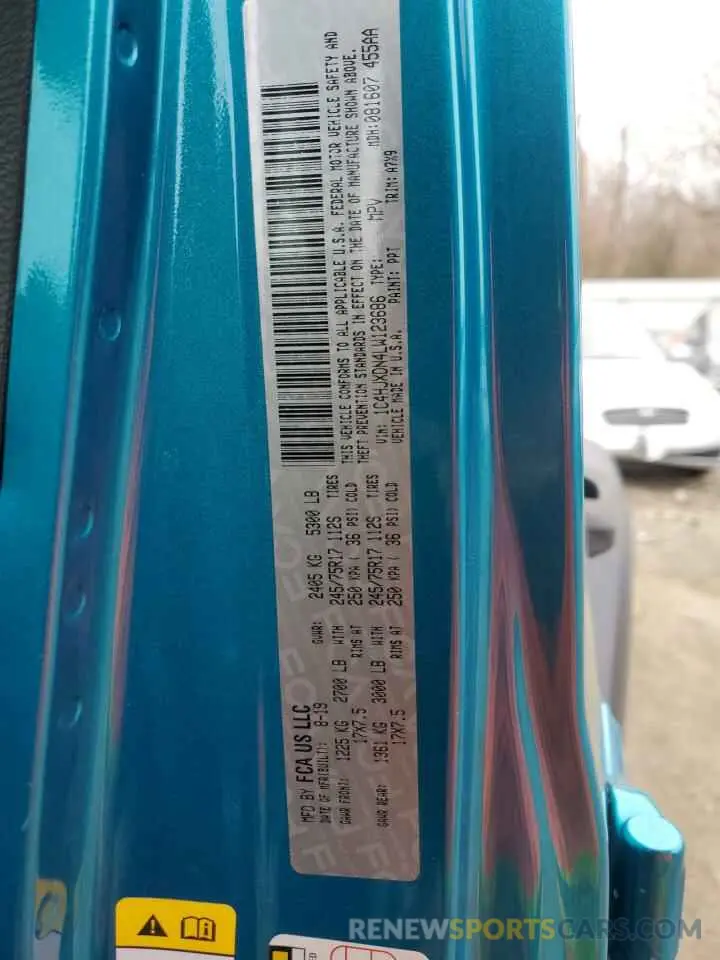 MFD BY FCA US LLC
DATE OF MFR(BUILT): 8-19 GVWR: 2405 KG 5300 LB
GAWR FRONT: 1225 KG 2700 LB WITH 245/75R17 112S TIRES
17X7.5 RIMS AT 250 KPA ( 36 PSI) COLD
GAWR REAR: 1361 KG 3000 LB WITH 245/75R17 112S TIRES
17X7.5 RIMS AT 250 KPA ( 36 PSI) COLD
THIS VEHICLE CONFORMS TO ALL APPLICABLE U.S.A. FEDERAL MOTOR VEHICLE SAFETY AND
THEFT PREVENTION STANDARDS IN EFFECT ON THE DATE OF MANUFACTURE SHOWN ABOVE.
VIN: 1C4HJXDN4LW123686 TYPE: MPV MDH: 081607 455AA
VEHICLE MADE IN U.S.A. PAINT: PPT TRIM: A7X9
RENEWSPORTSCARS.COM